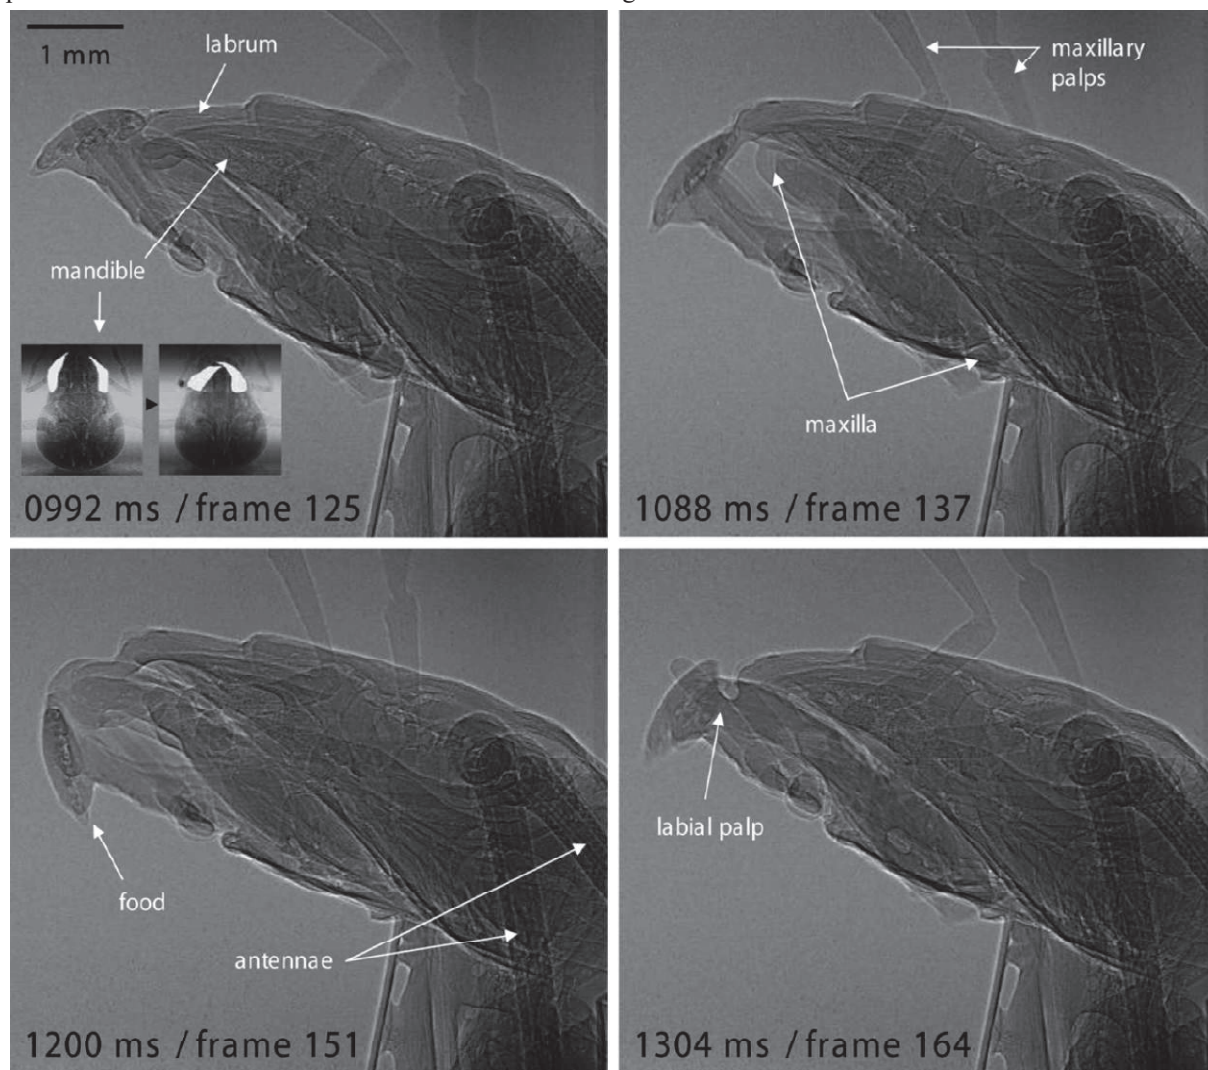 1 mm
labrum
mandible
0992 ms / frame 125
maxillary
palps
maxilla
1088 ms / frame 137
food
antennae
1200 ms / frame 151
labial palp
1304 ms / frame 164